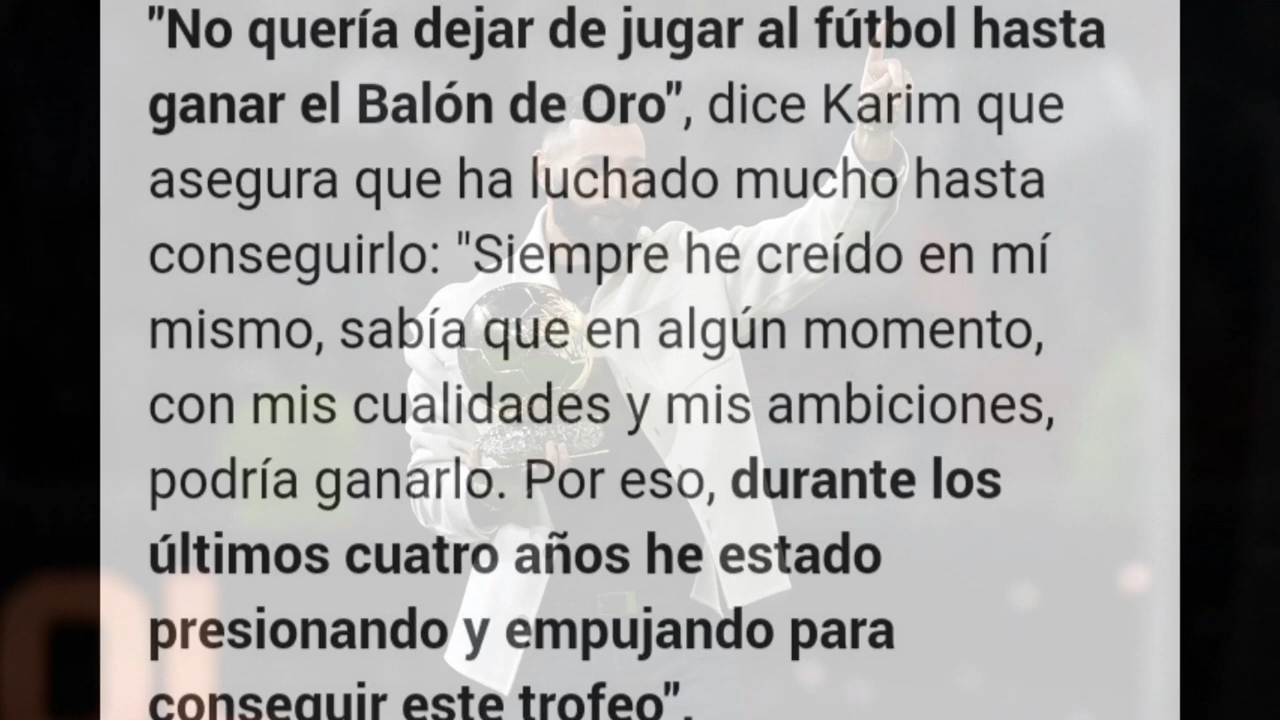 "No quería dejar de jugar al fútbol hasta
ganar el Balón de Oro", dice Karim que
asegura que ha luchado mucho hasta
conseguirlo: "Siempre he creído en mí
mismo, sabía que en algún momento,
con mis cualidades y mis ambiciones,
podría ganarlo. Por eso, durante los
últimos cuatro años he estado
presionando y empujando para
conseguir este trofeo".